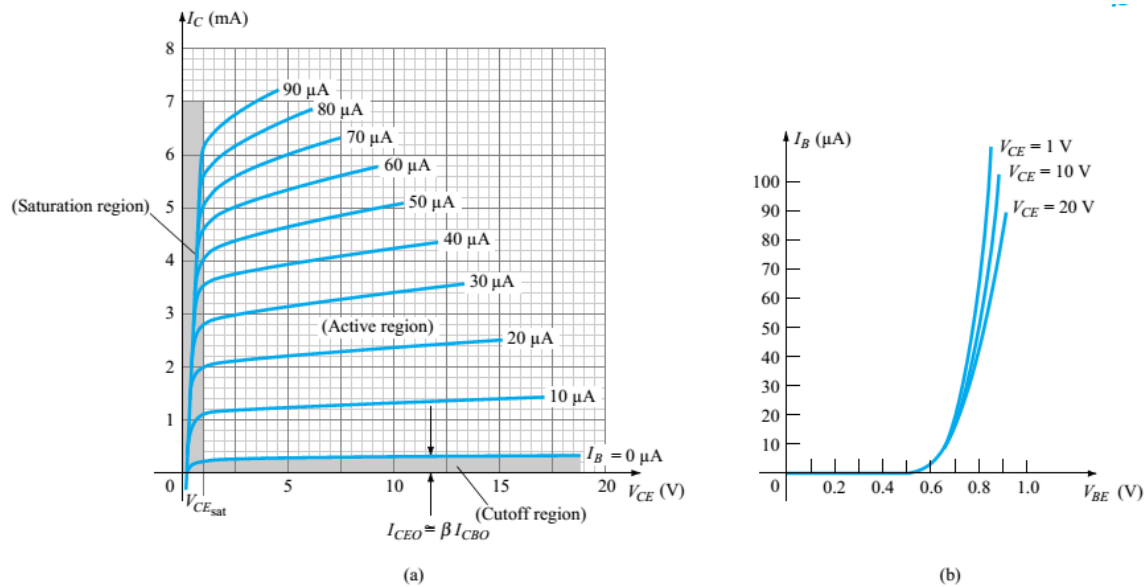 I_C (mA)
8
7
6
5
4
3
2
1
0
90 µA
80 µA
70 µA
60 µA
50 µA
40 µA
30 µA
20 µA
10 µA
I_B = 0 µA
(Saturation region)
(Active region)
(Cutoff region)
5
10
15
20
V_CE (V)
V_CEsat
I_CEO ≅ β I_CBO
(a)
I_B (µA)
100
90
80
70
60
50
40
30
20
10
0
V_CE = 1 V
V_CE = 10 V
V_CE = 20 V
0.2
0.4
0.6
0.8
1.0
V_BE (V)
(b)